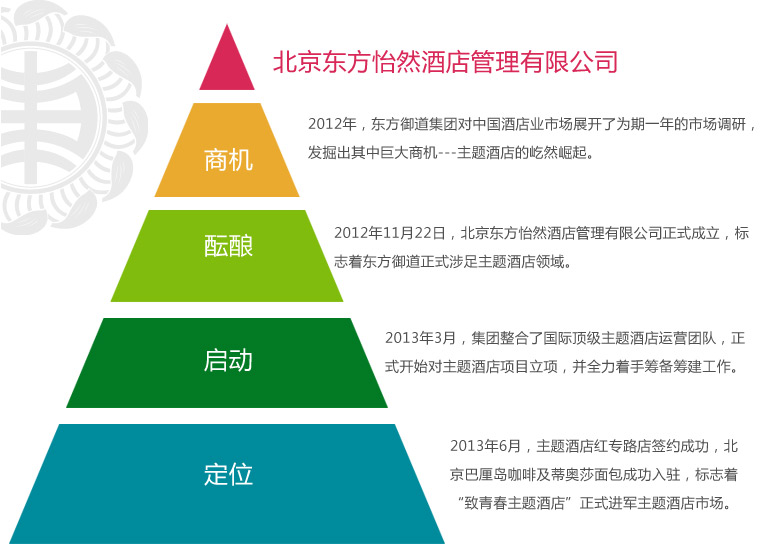 北京东方怡然酒店管理有限公司
商机
2012年，东方御道集团对中国酒店业市场展开了为期一年的市场调研，
发掘出其中巨大商机---主题酒店的屹然崛起。
酝酿
2012年11月22日，北京东方怡然酒店管理有限公司正式成立，标
志着东方御道正式涉足主题酒店领域。
启动
2013年3月，集团整合了国际顶级主题酒店运营团队，正
式开始对主题酒店项目立项，并全力着手筹备筹建工作。
定位
2013年6月，主题酒店红专路店签约成功，北
京巴厘岛咖啡及蒂奥莎面包成功入驻，标志着
“致青春主题酒店”正式进军主题酒店市场。